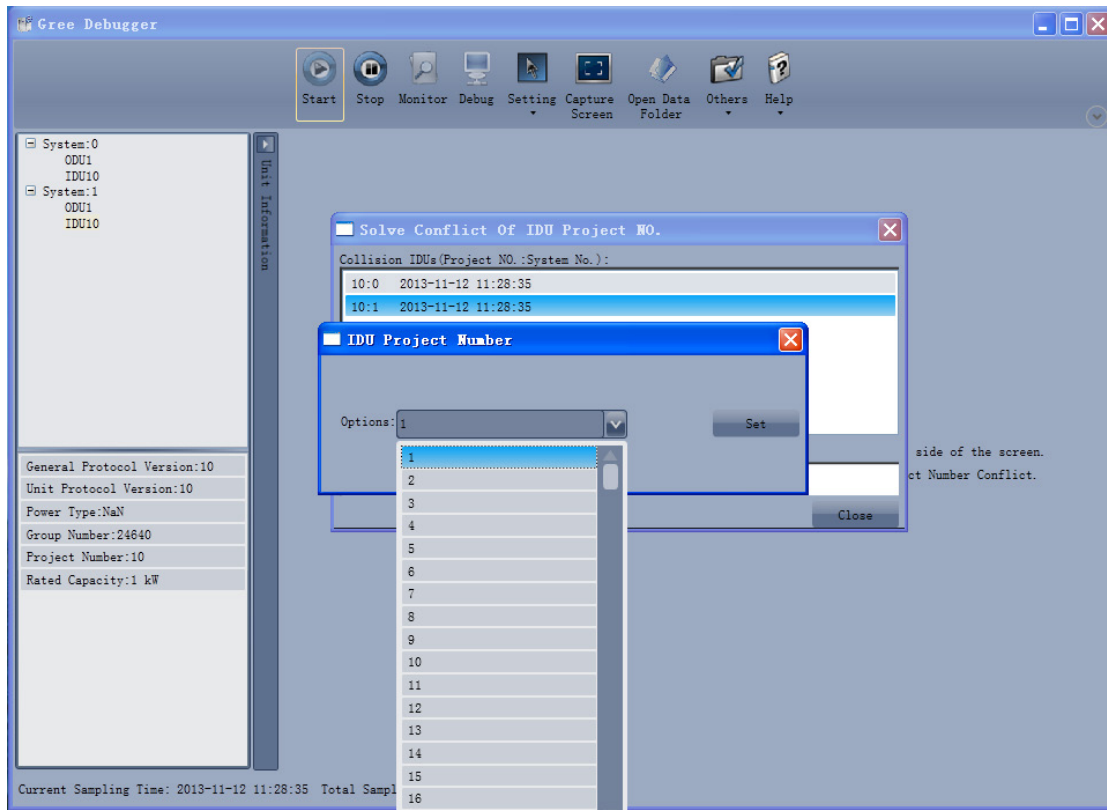 Gree Debugger
Start Stop Monitor Debug Setting Capture Screen Open Data Folder Others Help
System:0
ODU1
IDU10
System:1
ODU1
IDU10
Unit Information
General Protocol Version:10
Unit Protocol Version:10
Power Type:NaN
Group Number:24640
Project Number:10
Rated Capacity:1 kW
Solve Conflict Of IDU Project NO.
Collision IDUs(Project NO.:System No.):
10:0 2013-11-12 11:28:35
10:1 2013-11-12 11:28:35
IDU Project Number
Options: 1
Set
1
2
3
4
5
6
7
8
9
10
11
12
13
14
15
16
side of the screen.
ct Number Conflict.
Close
Current Sampling Time: 2013-11-12 11:28:35 Total Sampl